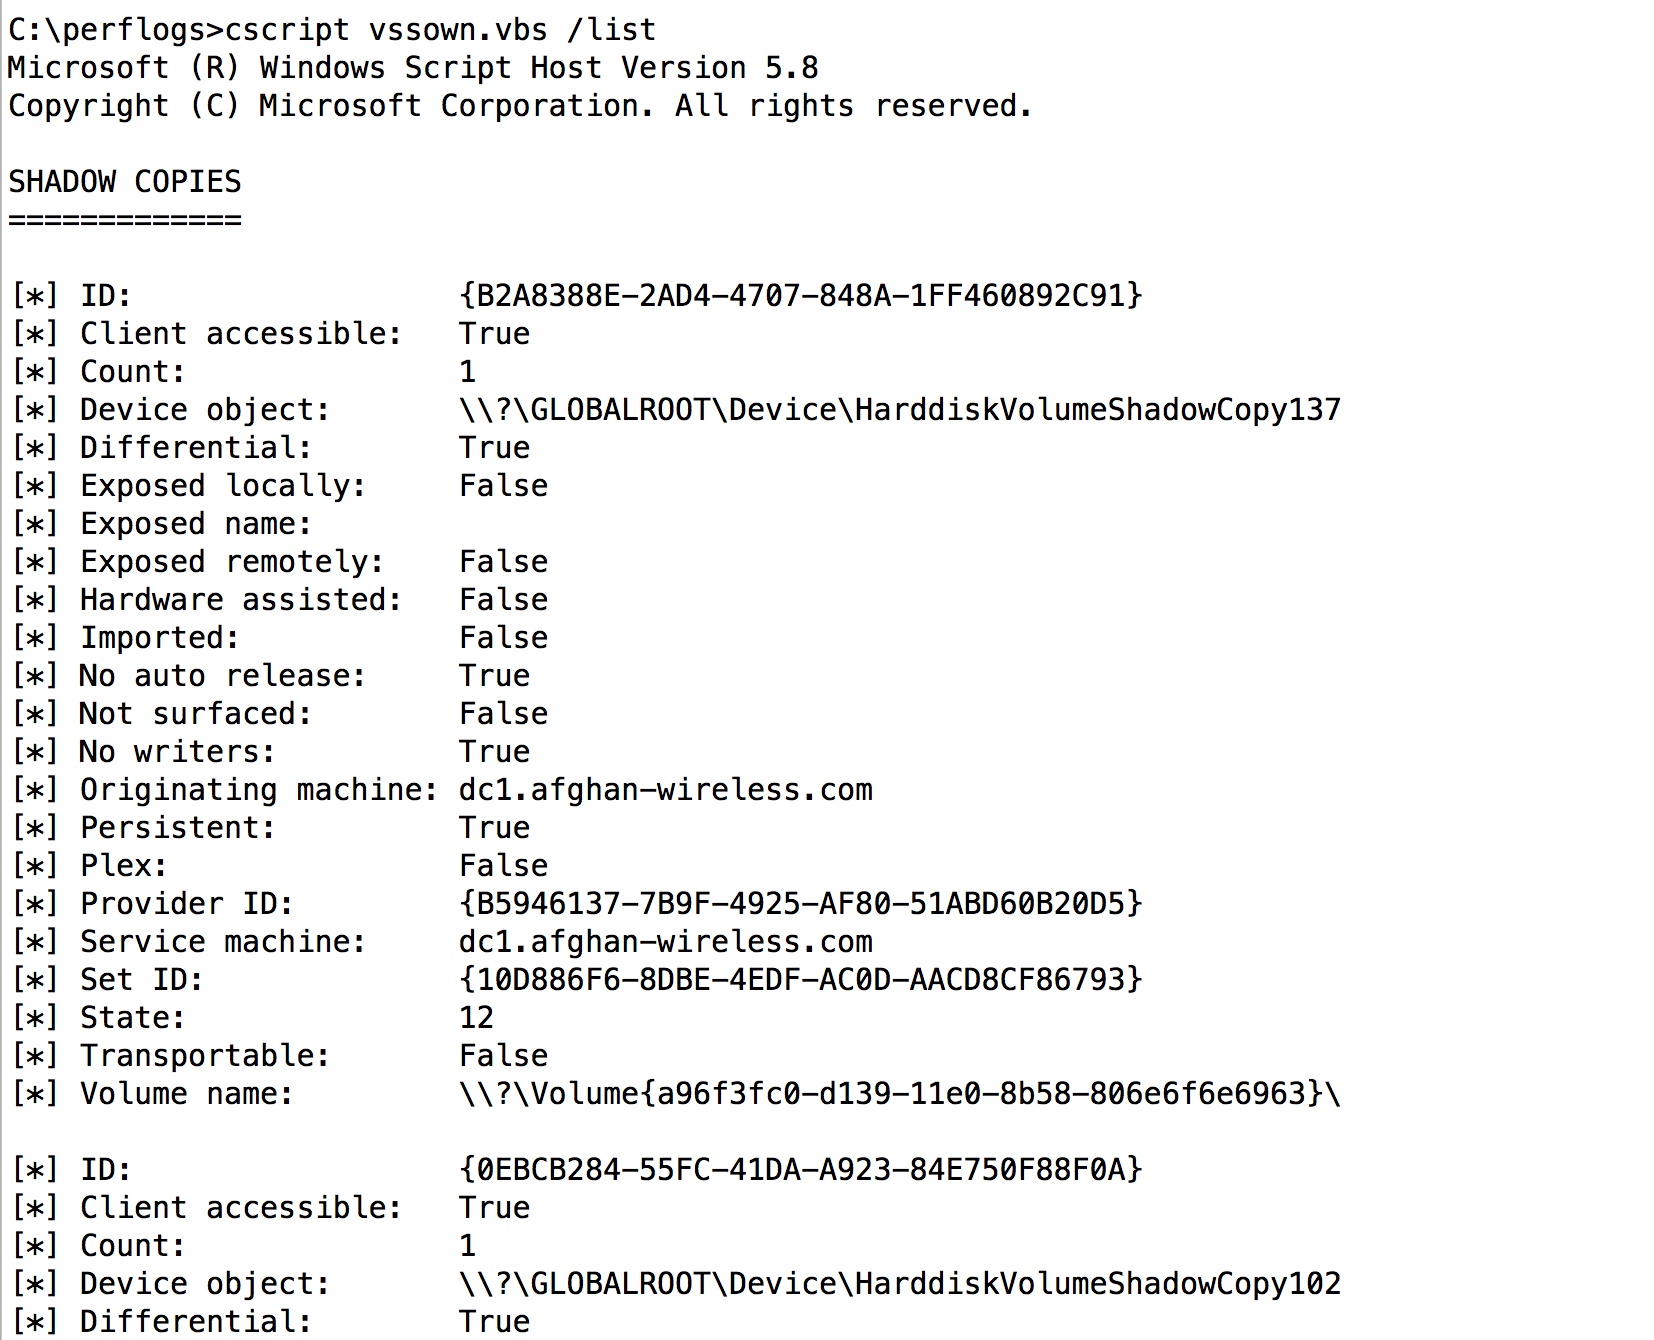 C:\perflogs>cscript vssown.vbs /list
Microsoft (R) Windows Script Host Version 5.8
Copyright (C) Microsoft Corporation. All rights reserved.
SHADOW COPIES
=============
[*] ID:                  {B2A8388E-2AD4-4707-848A-1FF460892C91}
[*] Client accessible:   True
[*] Count:               1
[*] Device object:       \\?\GLOBALROOT\Device\HarddiskVolumeShadowCopy137
[*] Differential:        True
[*] Exposed locally:     False
[*] Exposed name:
[*] Exposed remotely:    False
[*] Hardware assisted:   False
[*] Imported:            False
[*] No auto release:     True
[*] Not surfaced:        False
[*] No writers:          True
[*] Originating machine: dc1.afghan-wireless.com
[*] Persistent:          True
[*] Plex:                False
[*] Provider ID:         {B5946137-7B9F-4925-AF80-51ABD60B20D5}
[*] Service machine:     dc1.afghan-wireless.com
[*] Set ID:              {10D886F6-8DBE-4EDF-AC0D-AACD8CF86793}
[*] State:               12
[*] Transportable:       False
[*] Volume name:         \\?\Volume{a96f3fc0-d139-11e0-8b58-806e6f6e6963}\
[*] ID:                  {0EBCB284-55FC-41DA-A923-84E750F88F0A}
[*] Client accessible:   True
[*] Count:               1
[*] Device object:       \\?\GLOBALROOT\Device\HarddiskVolumeShadowCopy102
[*] Differential:        True